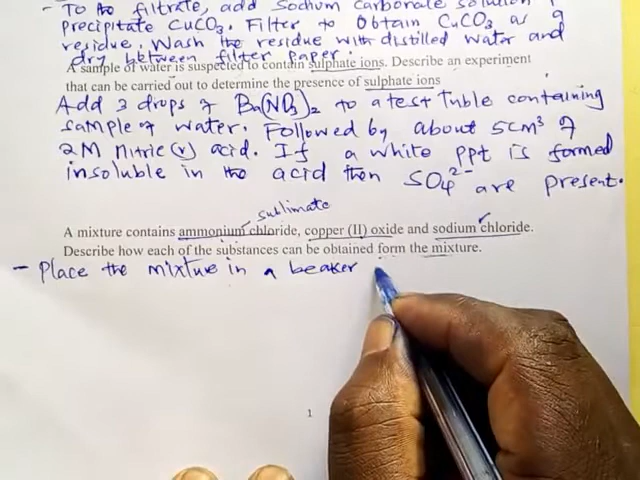 - To the filtrate, add Sodium Carbonate solution
precipitate CuCO3. Filter to Obtain CuCO3 as a
residue. Wash the residue with distilled water and
dry between filter paper.
A sample of water is suspected to contain sulphate ions. Describe an experiment
that can be carried out to determine the presence of sulphate ions
Add 3 drops of Ba(NO3)2 to a test Tuble containing
sample of water. Followed by about 5cm³ of
2M nitric(v) acid. If a white ppt is formed
insoluble in the acid then SO4²⁻ are present.
sublimate
A mixture contains ammonium chloride, copper (II) oxide and sodium chloride.
Describe how each of the substances can be obtained form the mixture.
- Place the mixture in a beaker
1